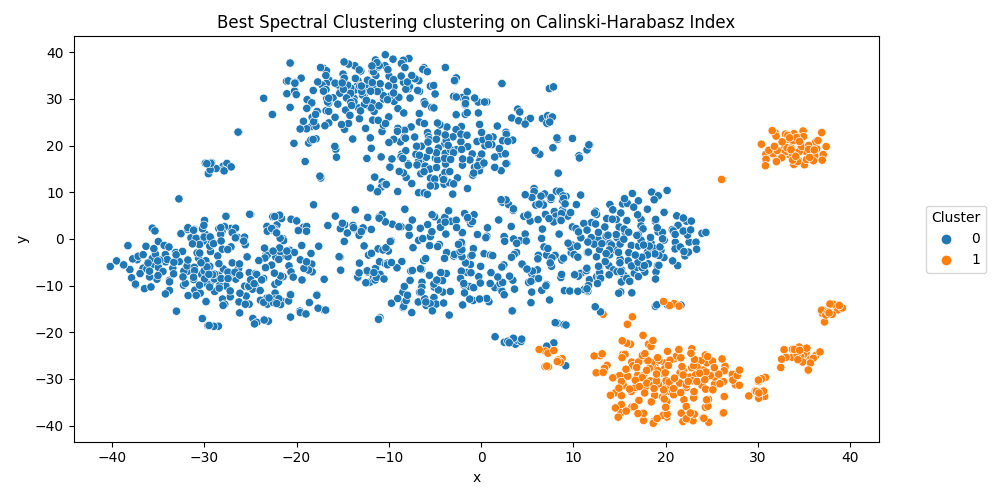 Best Spectral Clustering clustering on Calinski-Harabasz Index
40
30
20
10
0
−10
−20
−30
−40
y
−40 −30 −20 −10 0 10 20 30 40
x
Cluster
0
1